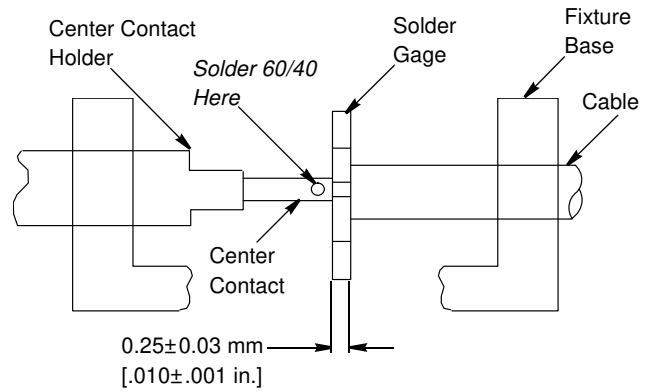 Center Contact
Holder
Solder 60/40
Here
Solder
Gage
Fixture
Base
Cable
Center
Contact
0.25±0.03 mm
[.010±.001 in.]